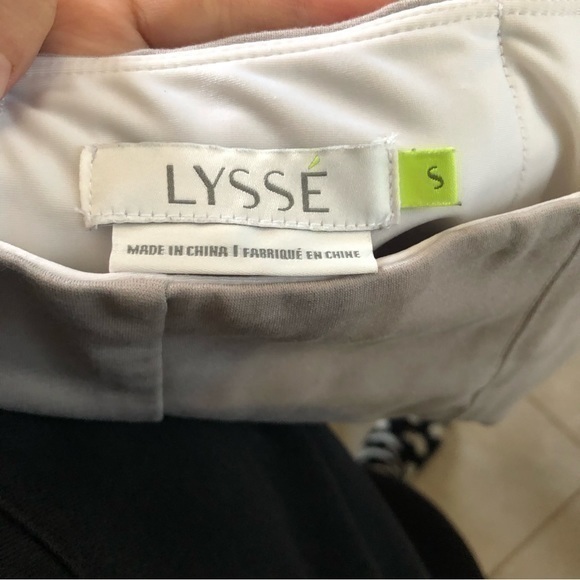 LYSSÉ
S
MADE IN CHINA | FABRIQUÉ EN CHINE